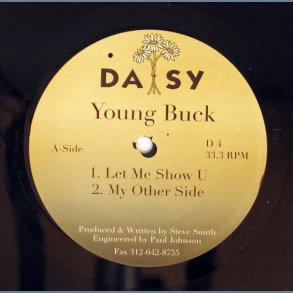 DAISY
Young Buck
A-Side
D 4
33.3 RPM
1. Let Me Show U
2. My Other Side
Produced & Written by Steve Smith
Engineered by Paul Johnson
Fax 312-642-8755